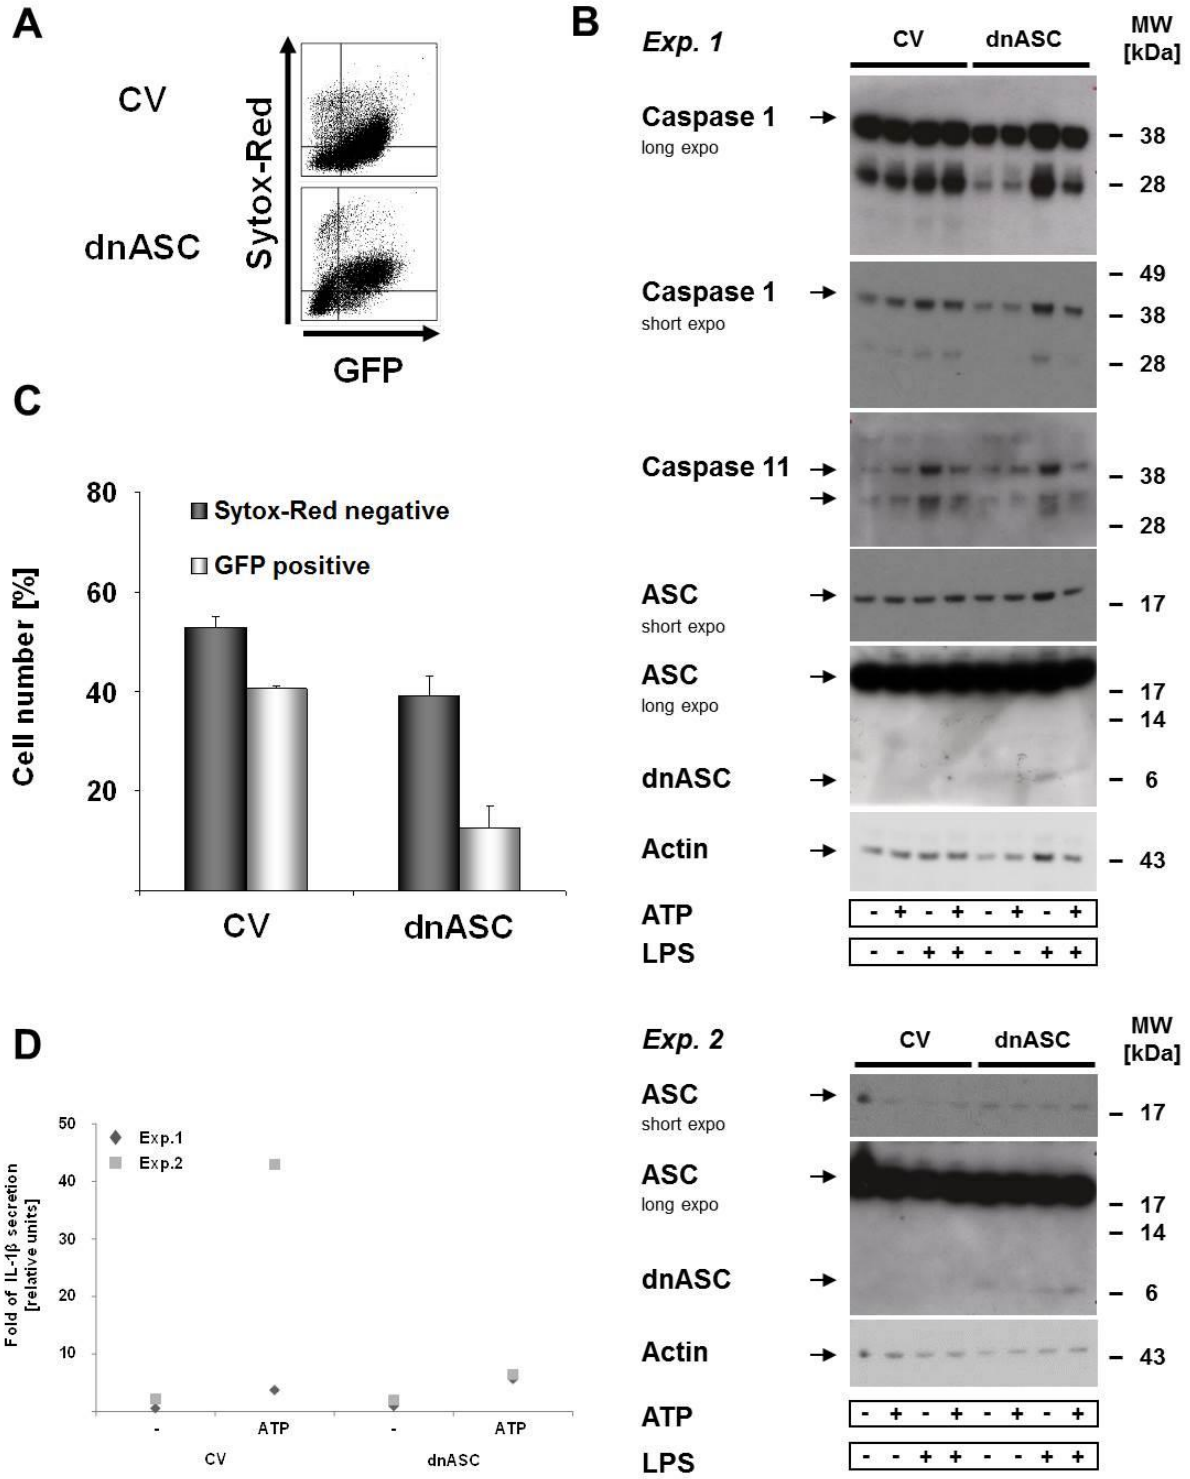 A
CV
dnASC
Sytox-Red
GFP
B
Exp. 1
CV dnASC
MW
[kDa]
Caspase 1
long expo
38
28
Caspase 1
short expo
49
38
28
Caspase 11
38
28
ASC
short expo
17
ASC
long expo
17
14
dnASC
6
Actin
43
ATP - + - + - + - +
LPS - - + + - - + +
C
Cell number [%]
80
60
40
20
Sytox-Red negative
GFP positive
CV dnASC
D
Fold of IL-1β secretion
[relative units]
50
40
30
20
10
Exp.1
Exp.2
- ATP - ATP
CV dnASC
Exp. 2
CV dnASC
MW
[kDa]
ASC
short expo
17
ASC
long expo
17
14
dnASC
6
Actin
43
ATP - + - + - + - +
LPS - - + + - - + +